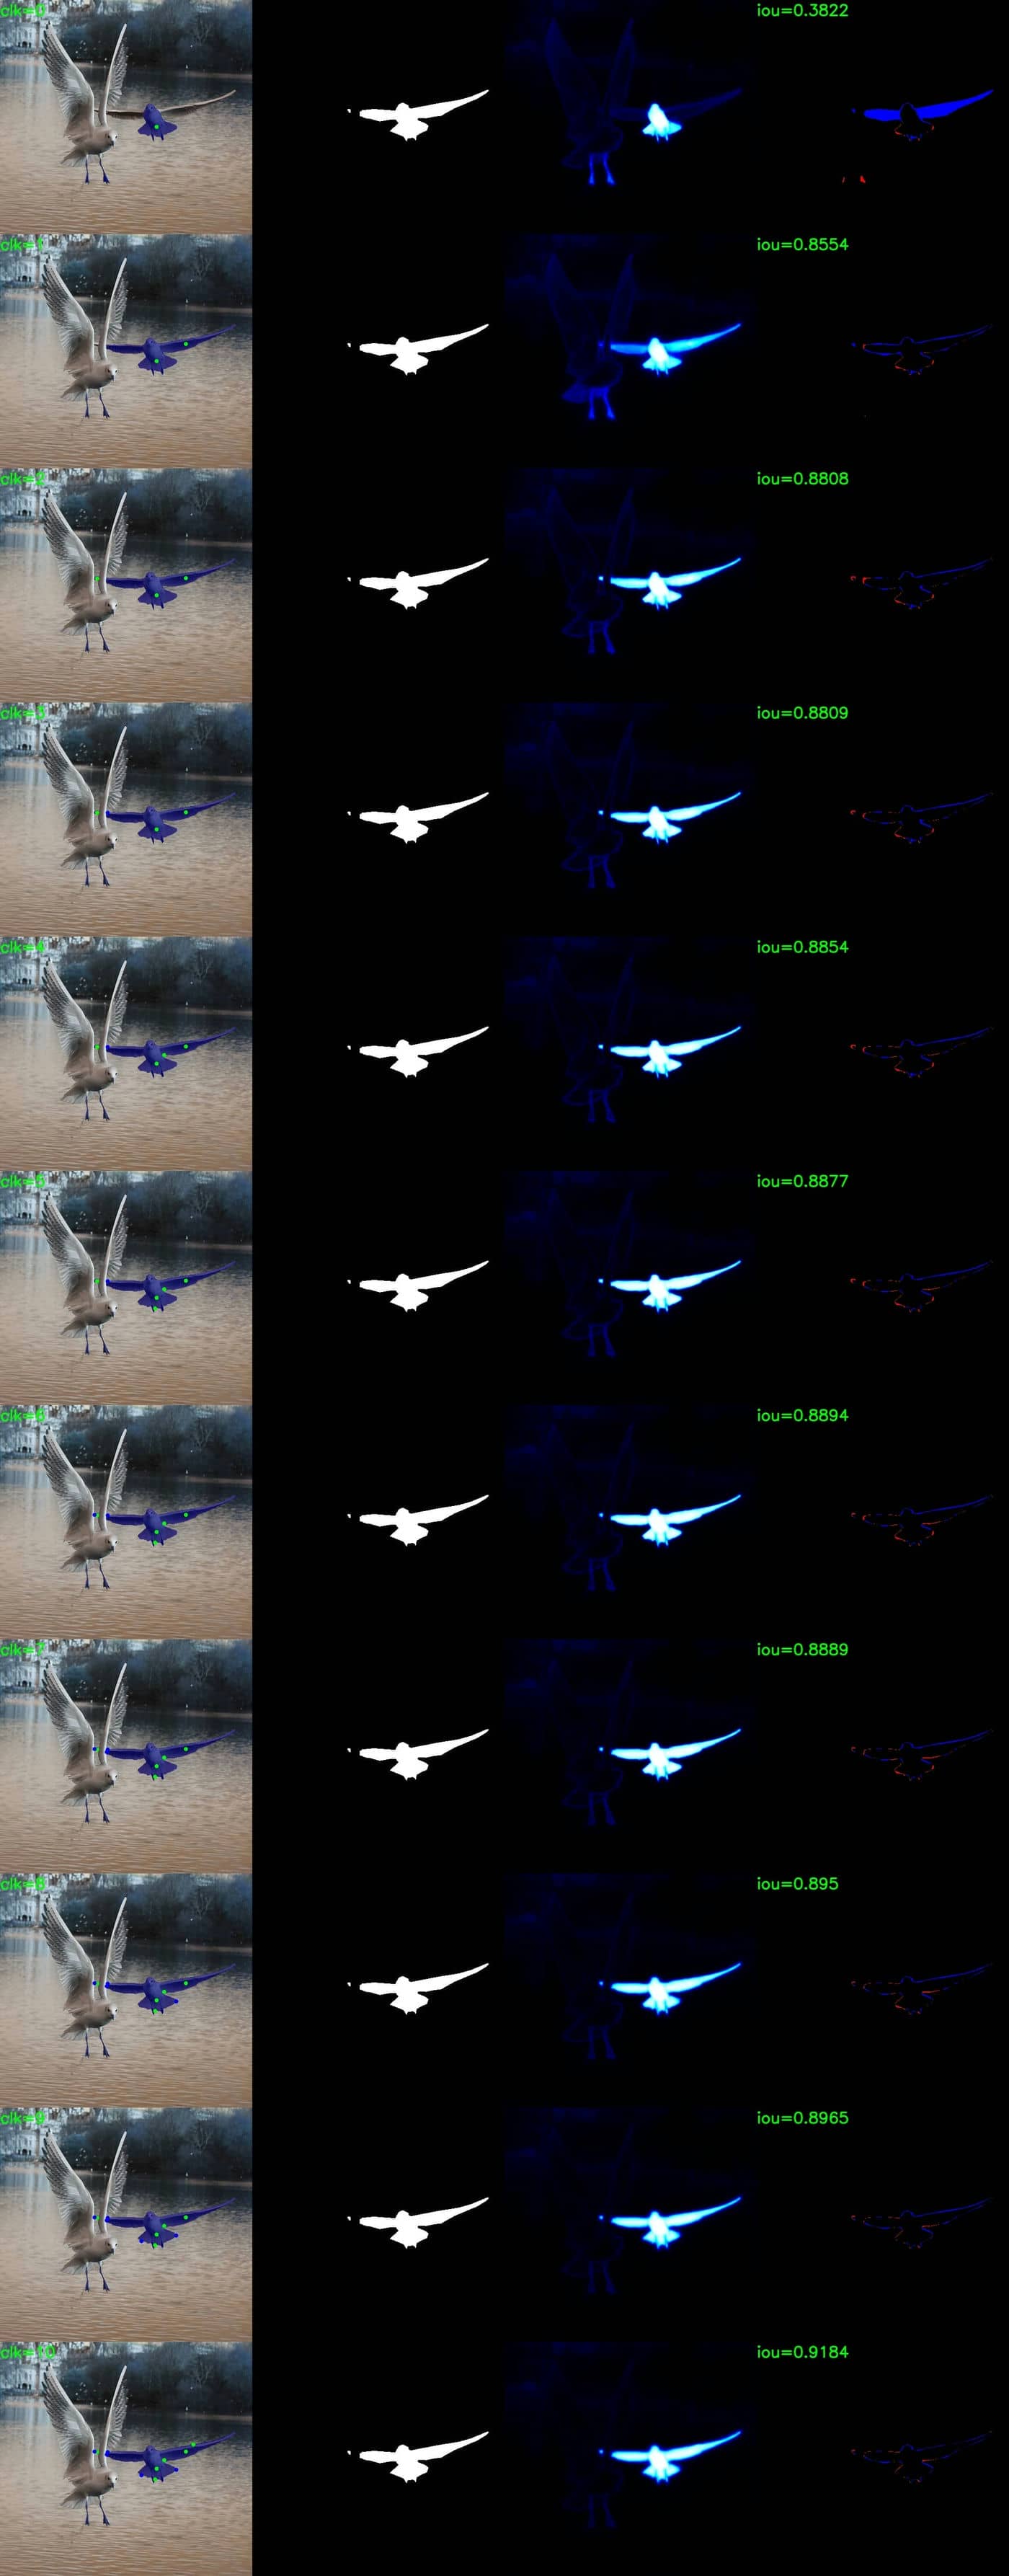 clk=0 iou=0.3822
clk=1 iou=0.8554
clk=2 iou=0.8808
clk=3 iou=0.8809
clk=4 iou=0.8854
clk=5 iou=0.8877
clk=6 iou=0.8894
clk=7 iou=0.8889
clk=8 iou=0.895
clk=9 iou=0.8965
clk=10 iou=0.9184